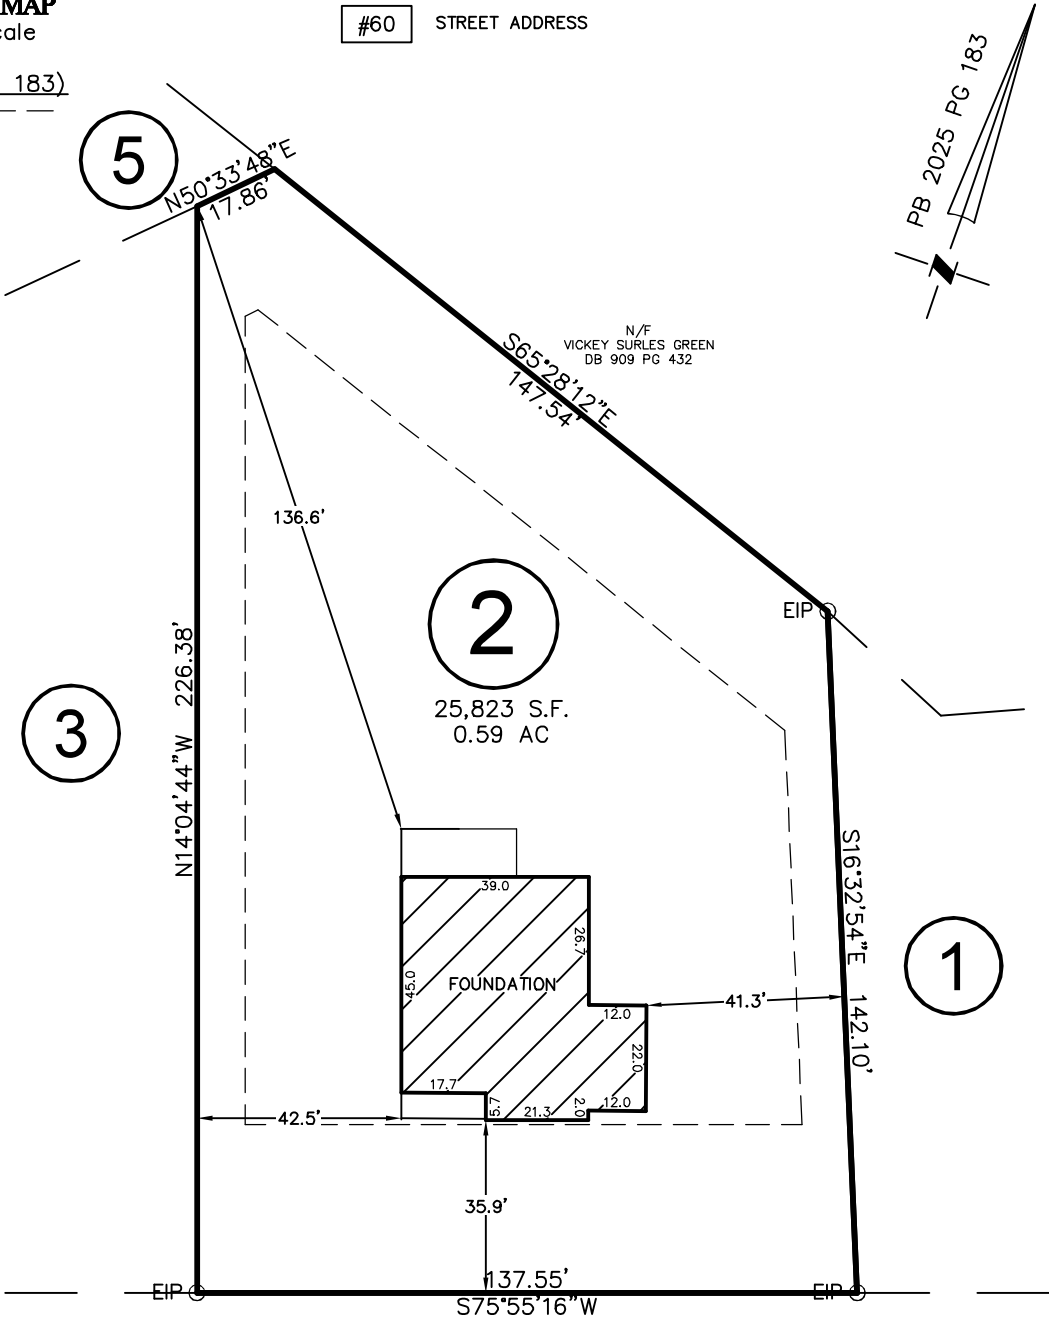 MAP
cale
183)
#60 STREET ADDRESS
PB 2025 PG 183
5
N50°33'48"E
17.86'
N/F
VICKEY SURLES GREEN
DB 909 PG 432
S65°28'12"E
147.54'
136.6'
EIP
2
25,823 S.F.
0.59 AC
3
N14°04'44"W 226.38'
S16°32'54"E 142.10'
1
39.0
26.7
45.0
FOUNDATION
12.0
41.3'
22.0
17.7
5.7
21.3
2.0
12.0
42.5'
35.9'
EIP
137.55'
EIP
S75°55'16"W